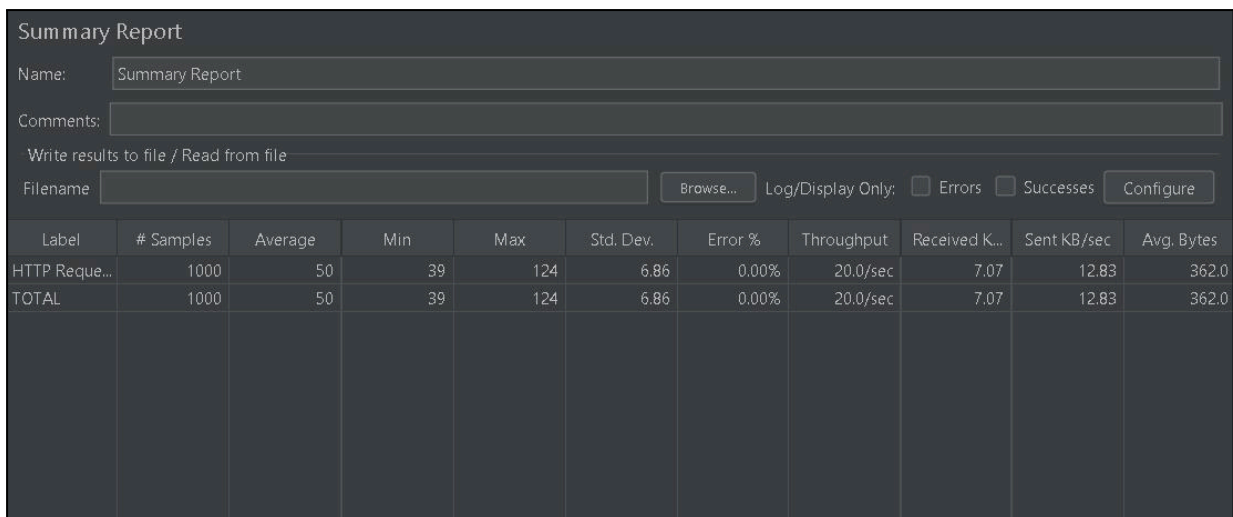 Summary Report
Name: Summary Report
Comments:
Write results to file / Read from file
Filename Browse... Log/Display Only: Errors Successes Configure
Label # Samples Average Min Max Std. Dev. Error % Throughput Received K... Sent KB/sec Avg. Bytes
HTTP Reque... 1000 50 39 124 6.86 0.00% 20.0/sec 7.07 12.83 362.0
TOTAL 1000 50 39 124 6.86 0.00% 20.0/sec 7.07 12.83 362.0